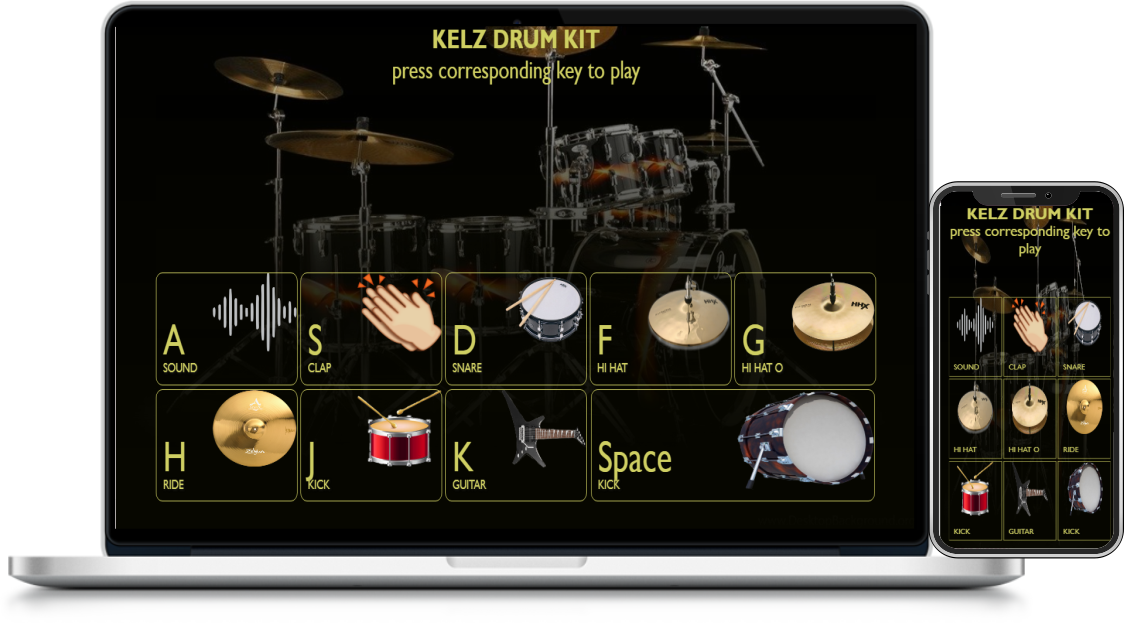 KELZ DRUM KIT
press corresponding key to play
A
SOUND
S
CLAP
D
SNARE
F
HI HAT
G
HI HAT O
HHX
HHX
H
RIDE
J
KICK
K
GUITAR
Space
KICK
KELZ DRUM KIT
press corresponding key to
play
SOUND
CLAP
SNARE
HI HAT
HI HAT O
RIDE
KICK
GUITAR
KICK